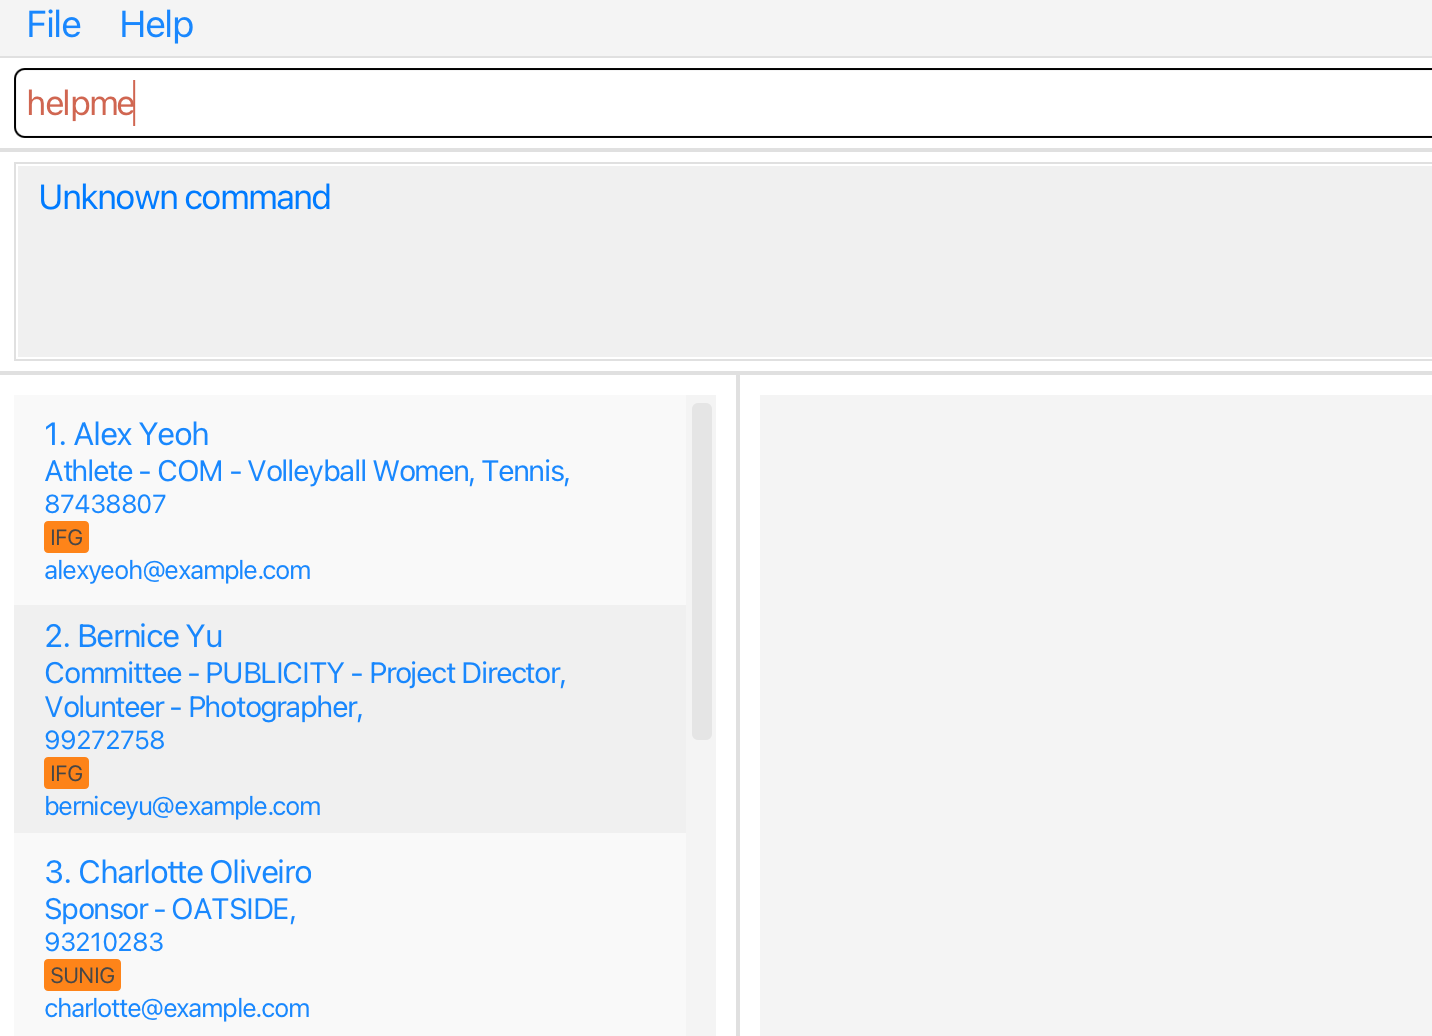 File Help
helpme
Unknown command
1. Alex Yeoh
Athlete - COM - Volleyball Women, Tennis,
87438807
IFG
alexyeoh@example.com
2. Bernice Yu
Committee - PUBLICITY - Project Director,
Volunteer - Photographer,
99272758
IFG
berniceyu@example.com
3. Charlotte Oliveiro
Sponsor - OATSIDE,
93210283
SUNIG
charlotte@example.com